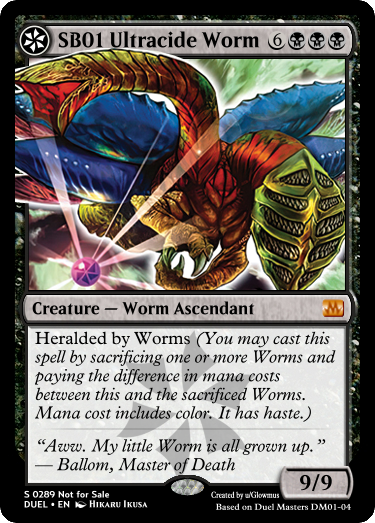 SB01 Ultracide Worm 6
Creature — Worm Ascendant
Heralded by Worms (You may cast this
spell by sacrificing one or more Worms and
paying the difference in mana costs
between this and the sacrificed Worms.
Mana cost includes color. It has haste.)
“Aww. My little Worm is all grown up.”
— Ballom, Master of Death
9/9
S 0289 Not for Sale
DUEL • EN Hikaru Ikusa
Created by u/Glowmus
Based on Duel Masters DM01-04